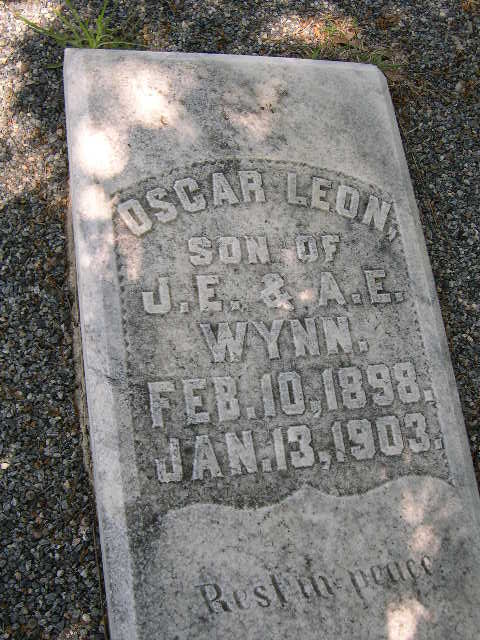 OSCAR LEON,
SON OF
J. E. & A. E.
WYNN.
FEB. 10, 1898.
JAN. 13, 1903.
Rest in peace.